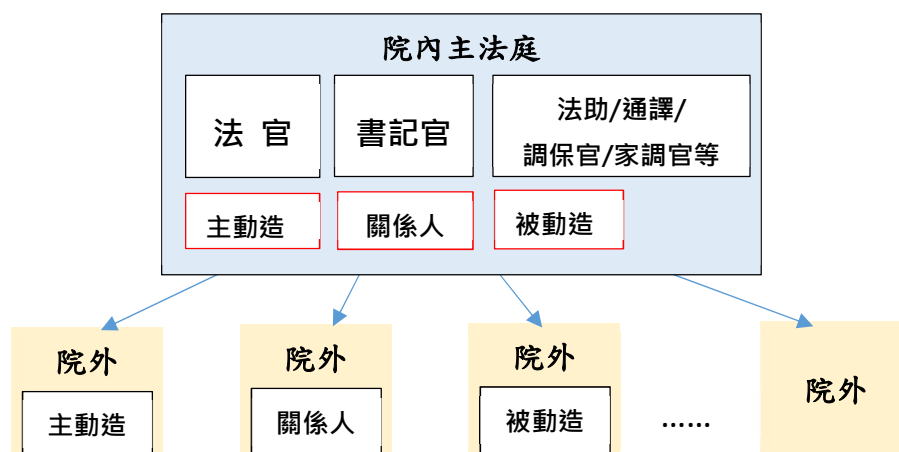 院內主法庭
法 官
書記官
法助/通譯/
調保官/家調官等
主動造
關係人
被動造
院外
主動造
院外
關係人
院外
被動造
......
院外